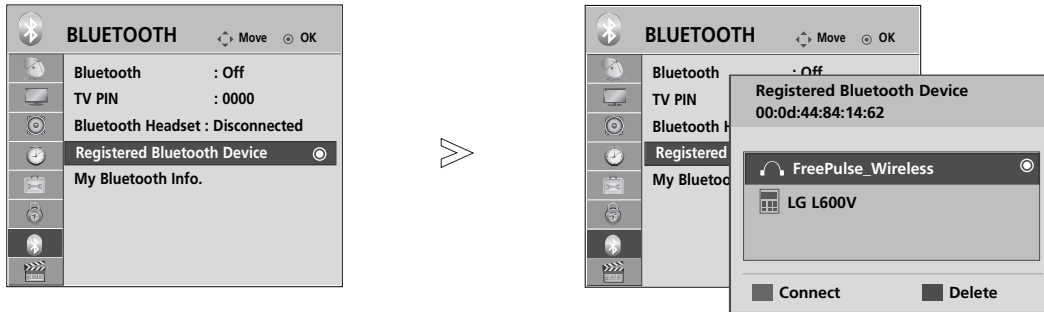 BLUETOOTH Move OK
Bluetooth : Off
TV PIN : 0000
Bluetooth Headset : Disconnected
Registered Bluetooth Device
My Bluetooth Info.
BLUETOOTH Move OK
Bluetooth : Off
TV PIN
Bluetooth H
Registered
My Bluetoo
Registered Bluetooth Device
00:0d:44:84:14:62
FreePulse_Wireless
LG L600V
Connect Delete